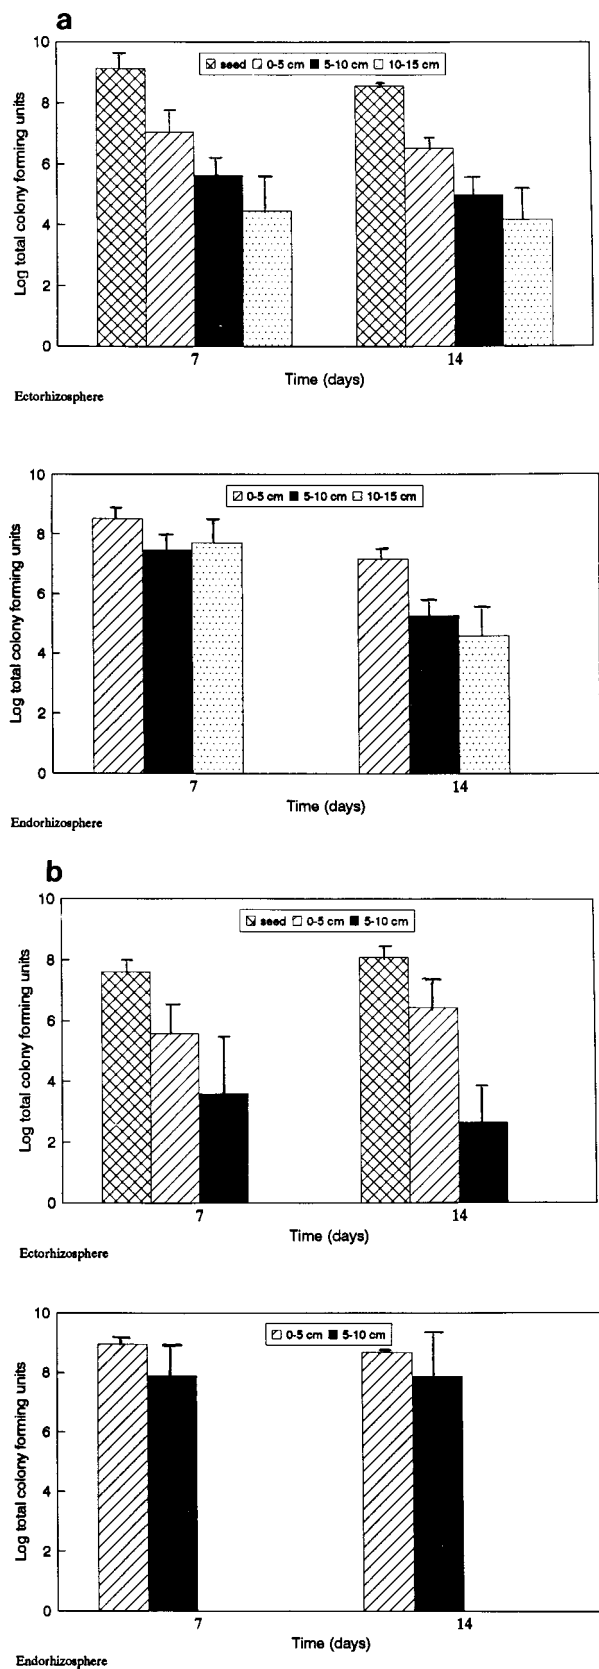 a
10
8
6
4
2
0
Log total colony forming units
seed 0-5 cm 5-10 cm 10-15 cm
7 14
Time (days)
Ectorhizosphere
10
8
6
4
2
0
Log total colony forming units
0-5 cm 5-10 cm 10-15 cm
7 14
Time (days)
Endorhizosphere
b
10
8
6
4
2
0
Log total colony forming units
seed 0-5 cm 5-10 cm
7 14
Time (days)
Ectorhizosphere
10
8
6
4
2
0
Log total colony forming units
0-5 cm 5-10 cm
7 14
Time (days)
Endorhizosphere